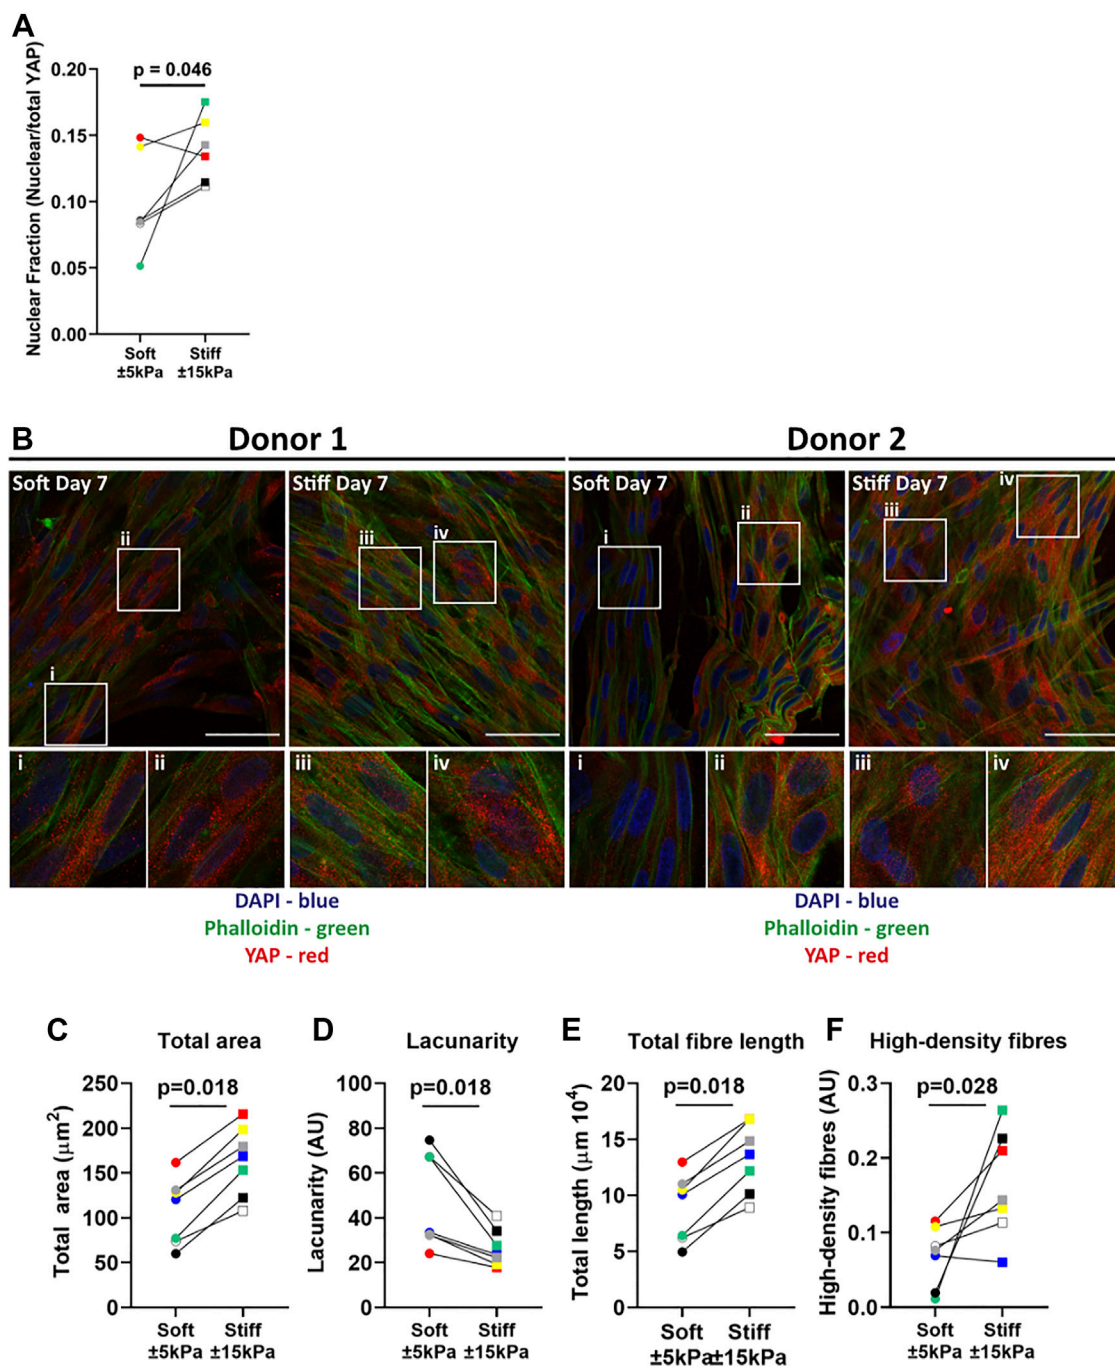 A
Nuclear Fraction (Nuclear/total YAP)
p = 0.046
0.20
0.15
0.10
0.05
0.00
Soft
±5kPa
Stiff
±15kPa
B
Donor 1
Donor 2
Soft Day 7
Stiff Day 7
Soft Day 7
Stiff Day 7
ii
i
iii
iv
i
ii
iii
iv
i
ii
iii
iv
i
ii
iii
iv
DAPI - blue
Phalloidin - green
YAP - red
DAPI - blue
Phalloidin - green
YAP - red
C
Total area
p=0.018
Total area (μm²)
250
200
150
100
50
0
Soft
±5kPa
Stiff
±15kPa
D
Lacunarity
p=0.018
Lacunarity (AU)
100
80
60
40
20
0
Soft
±5kPa
Stiff
±15kPa
E
Total fibre length
p=0.018
Total length (μm 10⁴)
20
15
10
5
0
Soft
±5kPa
Stiff
±15kPa
F
High-density fibres
p=0.028
High-density fibres (AU)
0.3
0.2
0.1
0.0
Soft
±5kPa
Stiff
±15kPa